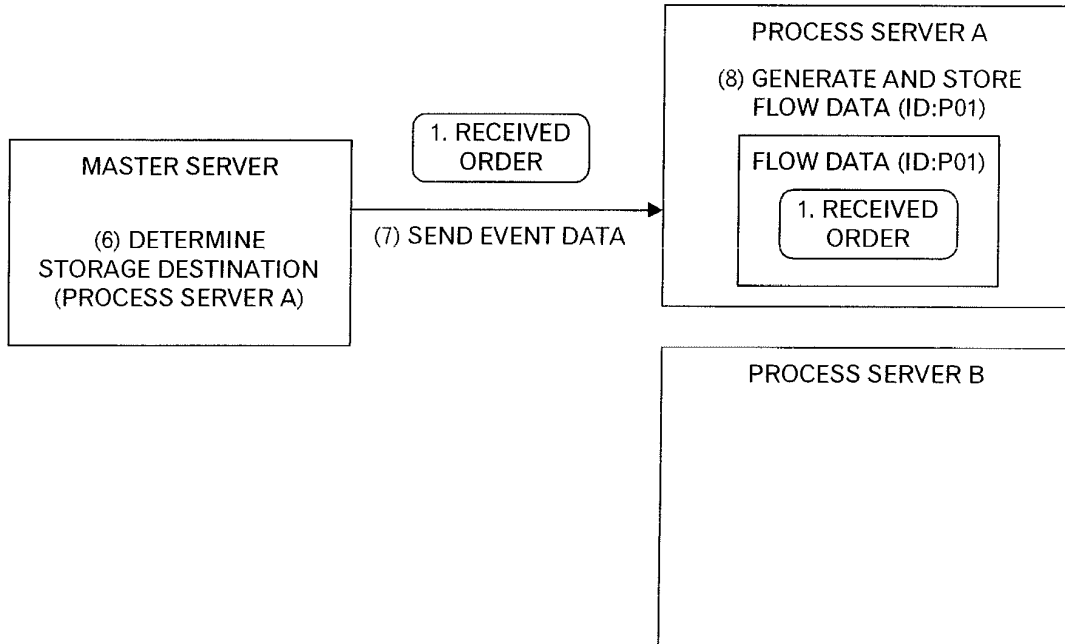 MASTER SERVER
(6) DETERMINE
STORAGE DESTINATION
(PROCESS SERVER A)
1. RECEIVED
ORDER
(7) SEND EVENT DATA
PROCESS SERVER A
(8) GENERATE AND STORE
FLOW DATA (ID:P01)
FLOW DATA (ID:P01)
1. RECEIVED
ORDER
PROCESS SERVER B